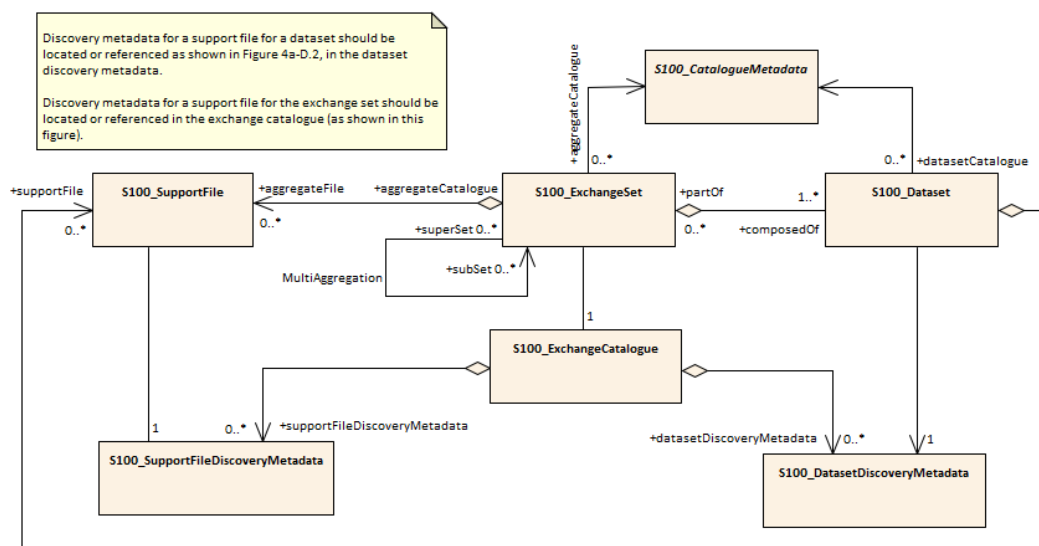 Discovery metadata for a support file for a dataset should be
located or referenced as shown in Figure 4a-D.2, in the dataset
discovery metadata.
Discovery metadata for a support file for the exchange set should be
located or referenced in the exchange catalogue (as shown in this
figure).
S100_CatalogueMetadata
+aggregateCatalogue
0..*
0..*
+datasetCatalogue
+supportFile
0..*
S100_SupportFile
+aggregateFile
0..*
+aggregateCatalogue
S100_ExchangeSet
+partOf
0..*
1..*
+composedOf
S100_Dataset
+superSet 0..*
+subSet 0..*
MultiAggregation
1
S100_ExchangeCatalogue
1
0..*
+supportFileDiscoveryMetadata
+datasetDiscoveryMetadata
0..*
1
S100_SupportFileDiscoveryMetadata
S100_DatasetDiscoveryMetadata